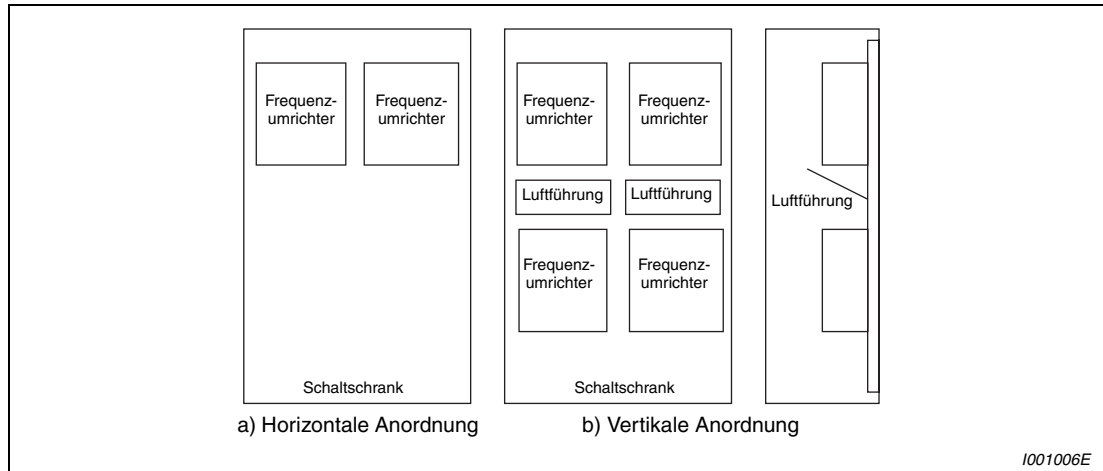 Frequenz-
umrichter
Frequenz-
umrichter
Schaltschrank
a) Horizontale Anordnung
Frequenz-
umrichter
Frequenz-
umrichter
Luftführung
Luftführung
Frequenz-
umrichter
Frequenz-
umrichter
Schaltschrank
Luftführung
b) Vertikale Anordnung
I001006E